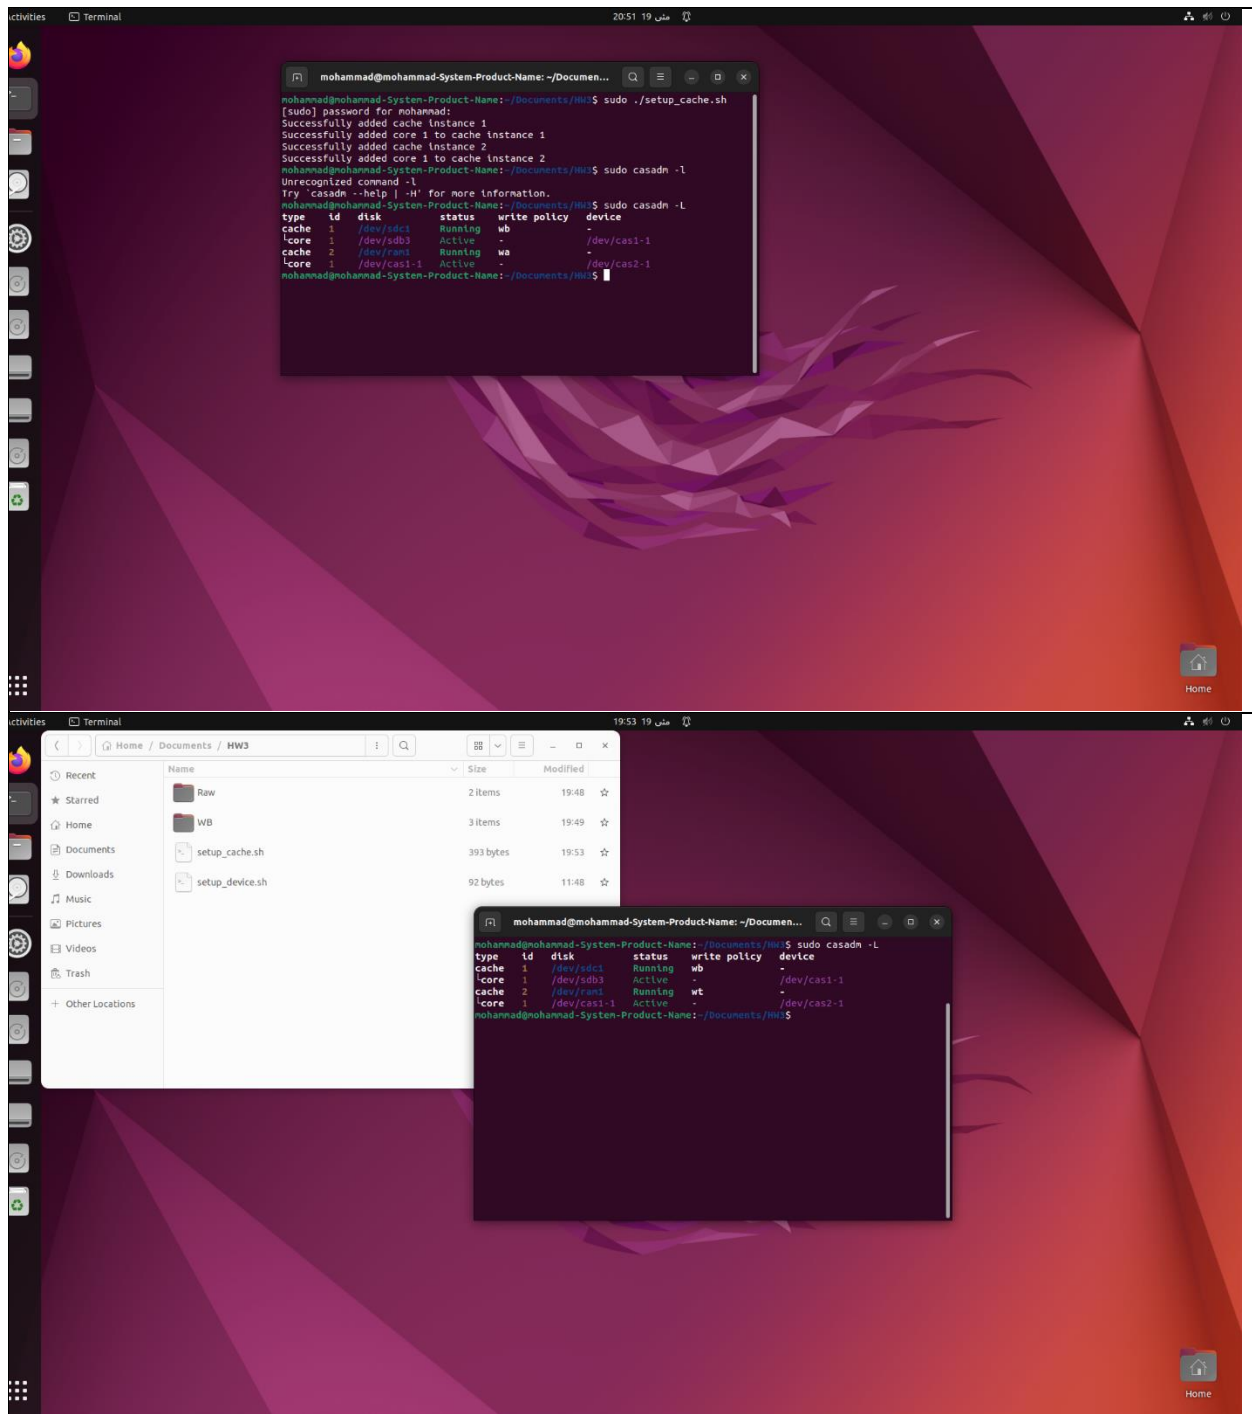 Activities Terminal 20:51 19 مئی
mohammad@mohammad-System-Product-Name: ~/Documen...
mohammad@mohammad-System-Product-Name:~/Documents/HW3$ sudo ./setup_cache.sh
[sudo] password for mohammad:
Successfully added cache instance 1
Successfully added core 1 to cache instance 1
Successfully added cache instance 2
Successfully added core 1 to cache instance 2
mohammad@mohammad-System-Product-Name:~/Documents/HW3$ sudo casadm -l
Unrecognized command -l
Try `casadm --help | -H' for more information.
mohammad@mohammad-System-Product-Name:~/Documents/HW3$ sudo casadm -L
type id disk status write policy device
cache 1 /dev/sdc1 Running wb -
└core 1 /dev/sdb3 Active - /dev/cas1-1
cache 2 /dev/ram1 Running wa -
└core 1 /dev/cas1-1 Active - /dev/cas2-1
mohammad@mohammad-System-Product-Name:~/Documents/HW3$
Home
Activities Terminal 19:53 19 مئی
Home / Documents / HW3
Name Size Modified
Recent
Starred
Home
Documents
Downloads
Music
Pictures
Videos
Trash
+ Other Locations
Raw 2 items 19:48
WB 3 items 19:49
setup_cache.sh 393 bytes 19:53
setup_device.sh 92 bytes 11:48
mohammad@mohammad-System-Product-Name: ~/Documen...
mohammad@mohammad-System-Product-Name:~/Documents/HW3$ sudo casadm -L
type id disk status write policy device
cache 1 /dev/sdc1 Running wb -
└core 1 /dev/sdb3 Active - /dev/cas1-1
cache 2 /dev/ram1 Running wt -
└core 1 /dev/cas1-1 Active - /dev/cas2-1
mohammad@mohammad-System-Product-Name:~/Documents/HW3$
Home